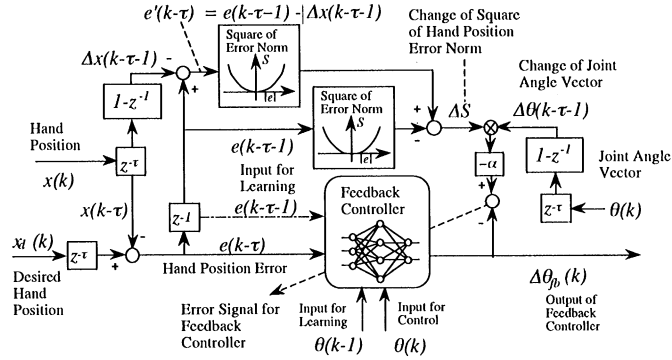 e'(k-τ) = e(k-τ-1) - Δx(k-τ-1)
Change of Square
of Hand Position
Error Norm
Δx(k-τ-1)
-
+
Square of
Error Norm
S
|e|
Change of Joint
Angle Vector
1-z⁻¹
Square of
Error Norm
S
|e|
+
-
ΔS
Δθ(k-τ-1)
Hand
Position
x(k)
z-τ
e(k-τ-1)
Input for
Learning
-α
1-z⁻¹
Joint Angle
Vector
x(k-τ)
z-1
e(k-τ-1)
Feedback
Controller
+
-
z-τ
θ(k)
xd (k)
z-τ
+
-
e(k-τ)
Hand Position Error
Desired
Hand
Position
Δθfb (k)
Output of
Feedback
Controller
Error Signal for
Feedback
Controller
Input for
Learning
Input for
Control
θ(k-1)
θ(k)